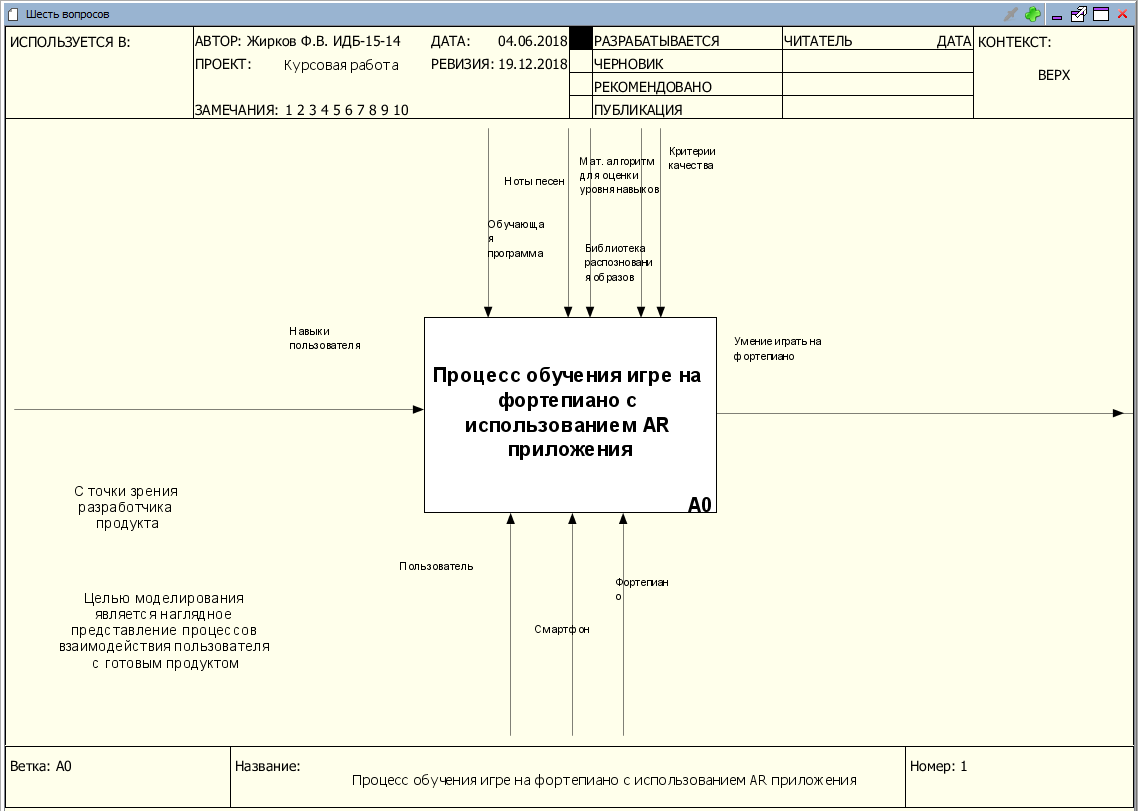 Шесть вопросов
ИСПОЛЬЗУЕТСЯ В:
АВТОР: Жирков Ф.В. ИДБ-15-14
ДАТА: 04.06.2018
ПРОЕКТ: Курсовая работа
РЕВИЗИЯ: 19.12.2018
ЗАМЕЧАНИЯ: 1 2 3 4 5 6 7 8 9 10
РАЗРАБАТЫВАЕТСЯ
ЧЕРНОВИК
РЕКОМЕНДОВАНО
ПУБЛИКАЦИЯ
ЧИТАТЕЛЬ ДАТА
КОНТЕКСТ:
ВЕРХ
Ноты песен
Мат. алгоритм
для оценки
уровня навыков
Критерии
качества
Обучающа
я
программа
Библиотека
распозновани
я образов
Навыки
пользователя
Умение играть на
фортепиано
Процесс обучения игре на
фортепиано с
использованием AR
приложения
A0
С точки зрения
разработчика
продукта
Пользователь
Фортепиан
о
Смартфон
Целью моделирования
является наглядное
представление процессов
взаимодействия пользователя
с готовым продуктом
Ветка: A0
Название:
Процесс обучения игре на фортепиано с использованием AR приложения
Номер: 1